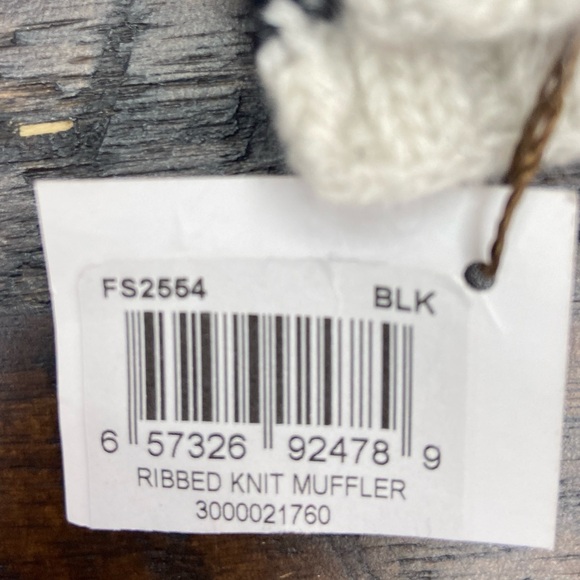 FS2554 BLK
6 57326 92478 9
RIBBED KNIT MUFFLER
3000021760